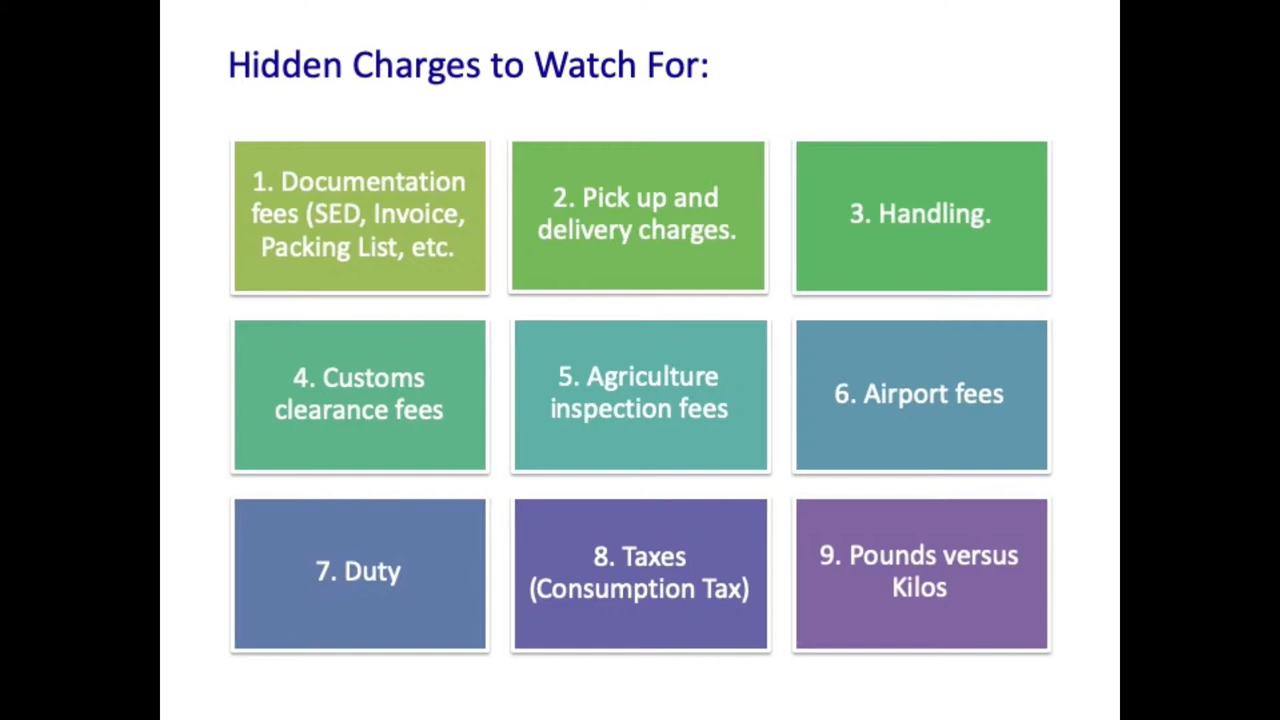 Hidden Charges to Watch For:
1. Documentation
fees (SED, Invoice,
Packing List, etc.
2. Pick up and
delivery charges.
3. Handling.
4. Customs
clearance fees
5. Agriculture
inspection fees
6. Airport fees
7. Duty
8. Taxes
(Consumption Tax)
9. Pounds versus
Kilos